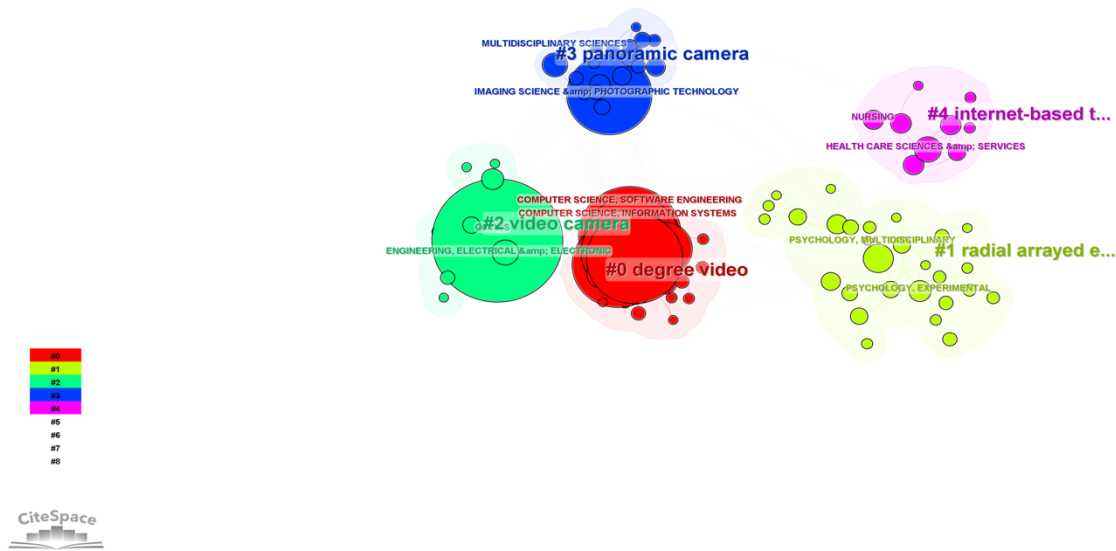 MULTIDISCIPLINARY SCIENCES
#3 panoramic camera
IMAGING SCIENCE &amp; PHOTOGRAPHIC TECHNOLOGY
NURSING
#4 internet-based t...
HEALTH CARE SCIENCES &amp; SERVICES
COMPUTER SCIENCE, SOFTWARE ENGINEERING
COMPUTER SCIENCE, INFORMATION SYSTEMS
#2 video camera
ENGINEERING, ELECTRICAL &amp; ELECTRONIC
#0 degree video
PSYCHOLOGY, MULTIDISCIPLINARY
#1 radial arrayed e...
PSYCHOLOGY, EXPERIMENTAL
#0
#1
#2
#3
#4
#5
#6
#7
#8
CiteSpace